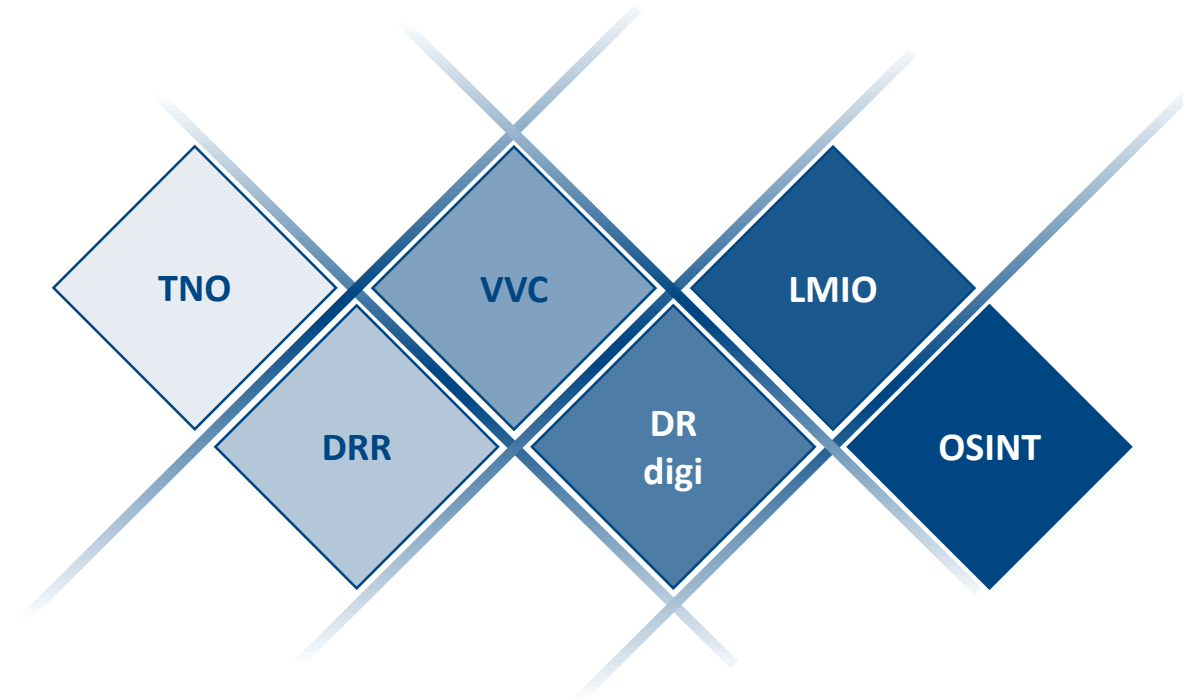 TNO
VVC
LMIO
DRR
DR
digi
OSINT